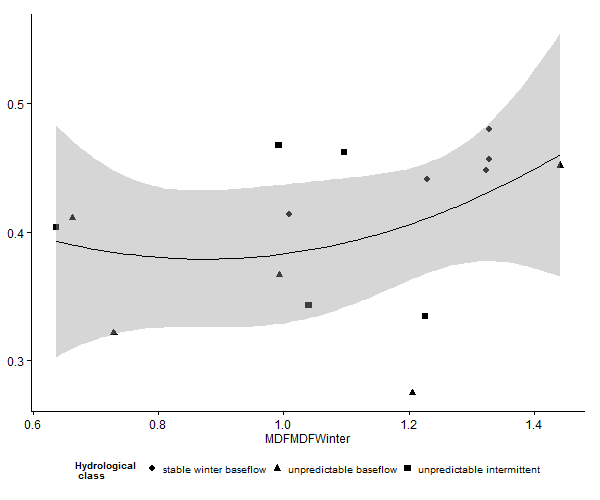 0.5
0.4
0.3
0.6 0.8 1.0 1.2 1.4
MDFMDFWinter
Hydrological
class
stable winter baseflow unpredictable baseflow unpredictable intermittent